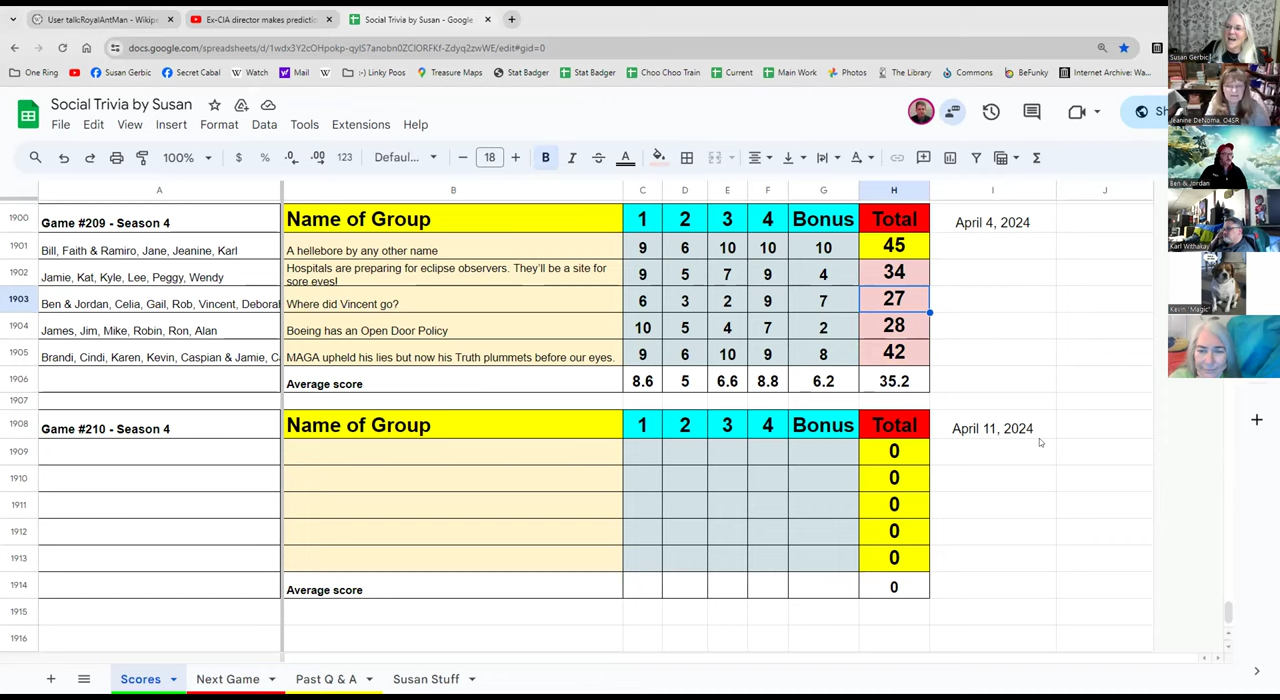 User talk:RoyalAntMan - Wikipe
Ex-CIA director makes predictio
Social Trivia by Susan - Google
docs.google.com/spreadsheets/d/1wdx3Y2cOHpokp-qyIS7anobn0ZClORFKf-Zdyq2zwWE/edit#gid=0
One Ring
Susan Gerbic
Secret Cabal
Watch
Mail
:-) Linky Poos
Treasure Maps
Stat Badger
Stat Badger
Choo Choo Train
Current
Main Work
Photos
The Library
Commons
BeFunky
Internet Archive: Wa...
Social Trivia by Susan
File Edit View Insert Format Data Tools Extensions Help
Sh
100% $ % .0 .00 123 Defaul... 18 B I A
A B C D E F G H I J
1900 Game #209 - Season 4 Name of Group 1 2 3 4 Bonus Total April 4, 2024
1901 Bill, Faith & Ramiro, Jane, Jeanine, Karl A hellebore by any other name 9 6 10 10 10 45
1902 Jamie, Kat, Kyle, Lee, Peggy, Wendy Hospitals are preparing for eclipse observers. They'll be a site for
sore eyes! 9 5 7 9 4 34
1903 Ben & Jordan, Celia, Gail, Rob, Vincent, Debora Where did Vincent go? 6 3 2 9 7 27
1904 James, Jim, Mike, Robin, Ron, Alan Boeing has an Open Door Policy 10 5 4 7 2 28
1905 Brandi, Cindi, Karen, Kevin, Caspian & Jamie, C MAGA upheld his lies but now his Truth plummets before our eyes. 9 6 10 9 8 42
1906 Average score 8.6 5 6.6 8.8 6.2 35.2
1907
1908 Game #210 - Season 4 Name of Group 1 2 3 4 Bonus Total April 11, 2024
1909 0
1910 0
1911 0
1912 0
1913 0
1914 Average score 0
1915
1916
Scores Next Game Past Q & A Susan Stuff
Susan Gerbic
Jeanine DeNoma, O4SR
Ben & Jordan
Karl Withakay
Kevin "Magic"